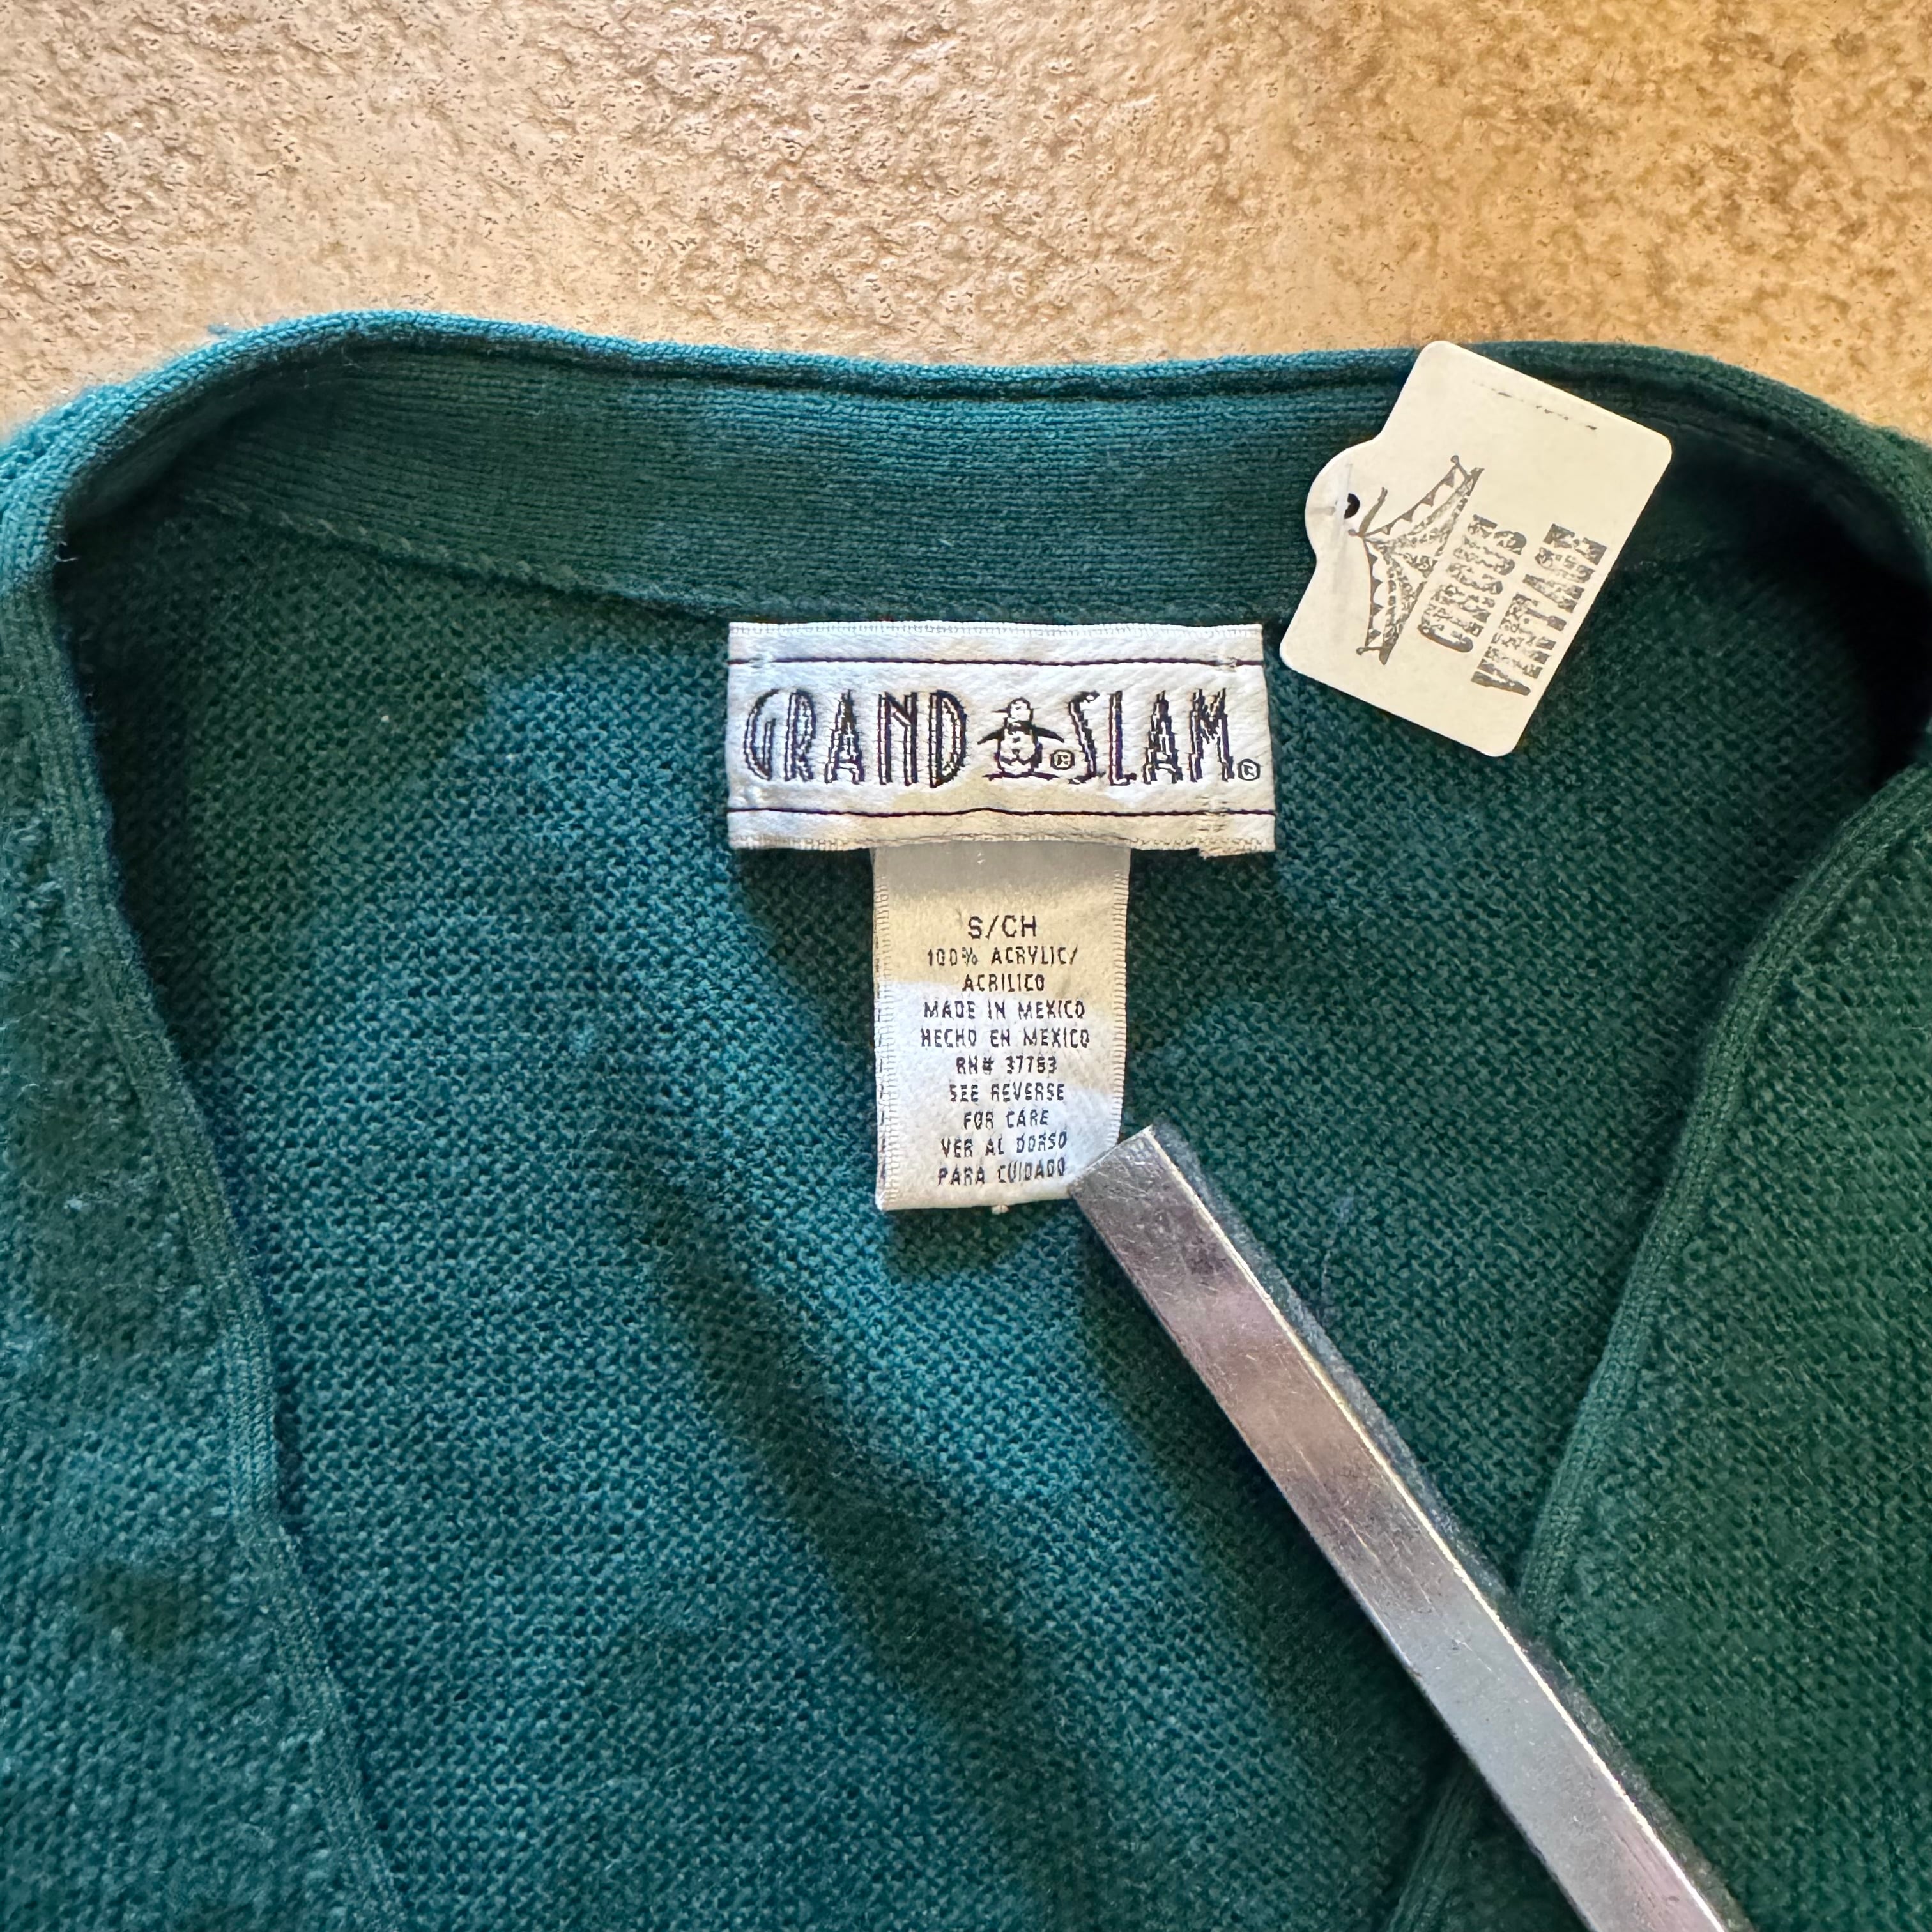 GRAND ® SLAM®
S/CH
100% ACRYLIC/
ACRILICO
MADE IN MEXICO
HECHO EN MEXICO
RN# 37763
SEE REVERSE
FOR CARE
VER AL DORSO
PARA CUIDADO
CIRCUS
VINTAGE